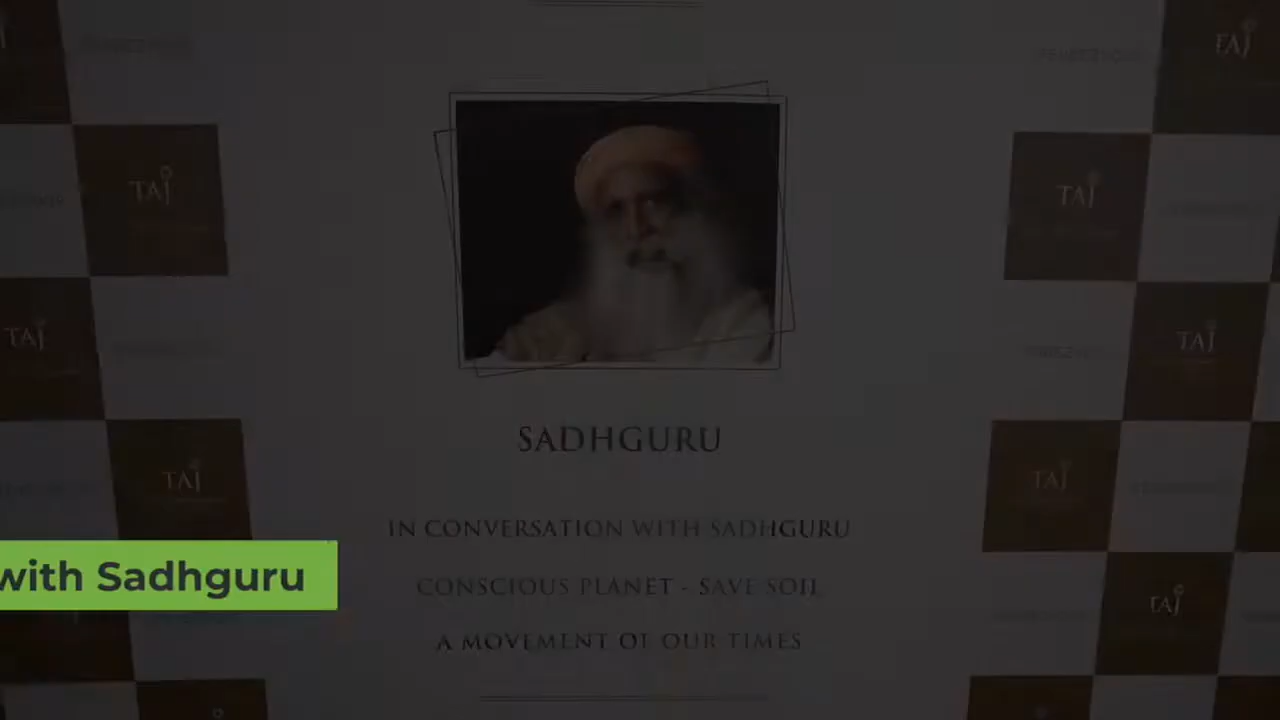 TAJ
TAJ
TAJ
TAJ
TAJ
TAJ
TAJ
TAJ
SADHGURU
IN CONVERSATION WITH SADHGURU
with Sadhguru
CONSCIOUS PLANET - SAVE SOIL
A MOVEMENT OF OUR TIMES